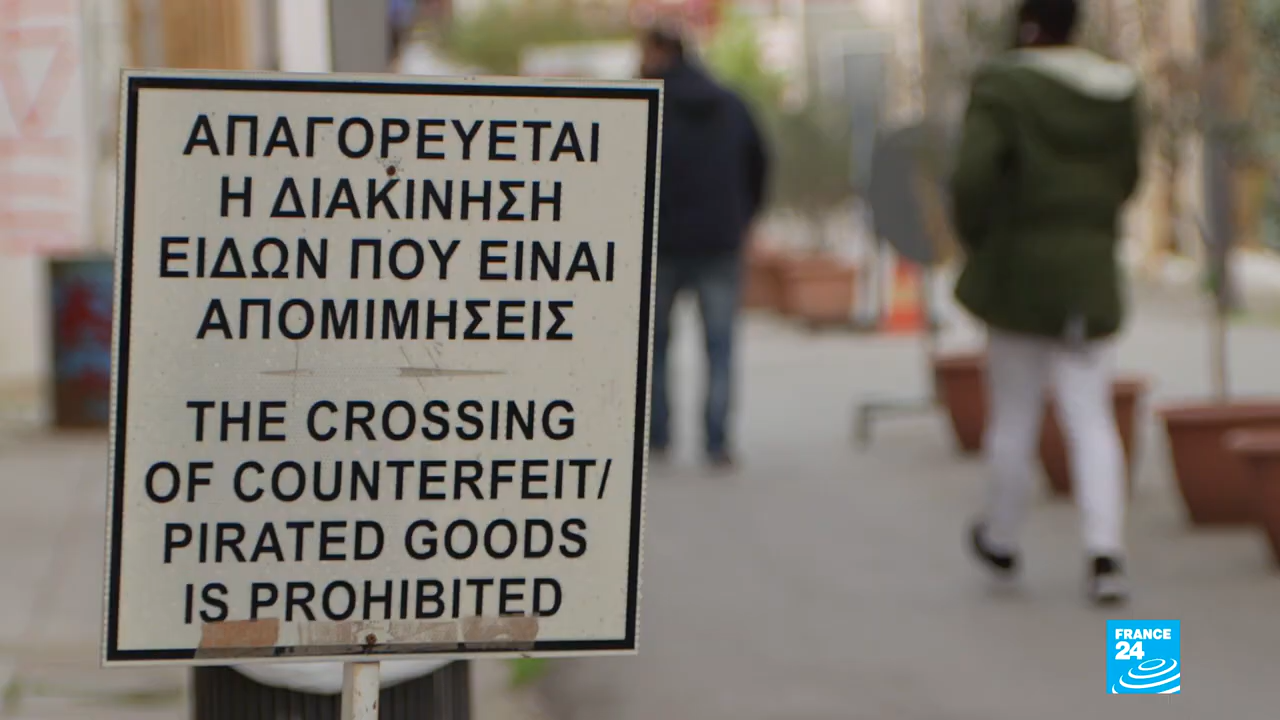 ΑΠΑΓΟΡΕΥΕΤΑΙ
Η ΔΙΑΚΙΝΗΣΗ
ΕΙΔΩΝ ΠΟΥ ΕΙΝΑΙ
ΑΠΟΜΙΜΗΣΕΙΣ
THE CROSSING
OF COUNTERFEIT/
PIRATED GOODS
IS PROHIBITED
FRANCE
24